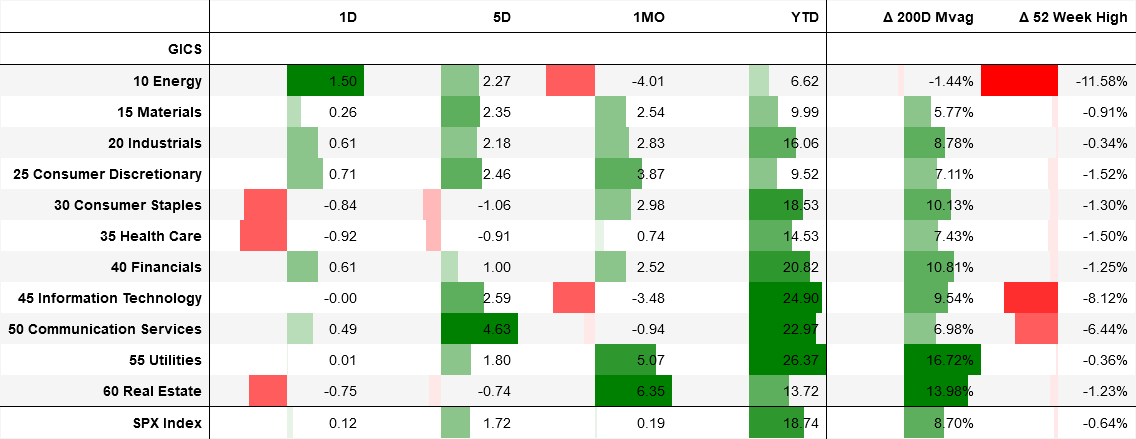 1D 5D 1MO YTD Δ 200D Mvag Δ 52 Week High
GICS
10 Energy 1.50 2.27 -4.01 6.62 -1.44% -11.58%
15 Materials 0.26 2.35 2.54 9.99 5.77% -0.91%
20 Industrials 0.61 2.18 2.83 16.06 8.78% -0.34%
25 Consumer Discretionary 0.71 2.46 3.87 9.52 7.11% -1.52%
30 Consumer Staples -0.84 -1.06 2.98 18.53 10.13% -1.30%
35 Health Care -0.92 -0.91 0.74 14.53 7.43% -1.50%
40 Financials 0.61 1.00 2.52 20.82 10.81% -1.25%
45 Information Technology -0.00 2.59 -3.48 24.90 9.54% -8.12%
50 Communication Services 0.49 4.63 -0.94 22.97 6.98% -6.44%
55 Utilities 0.01 1.80 5.07 26.37 16.72% -0.36%
60 Real Estate -0.75 -0.74 6.35 13.72 13.98% -1.23%
SPX Index 0.12 1.72 0.19 18.74 8.70% -0.64%